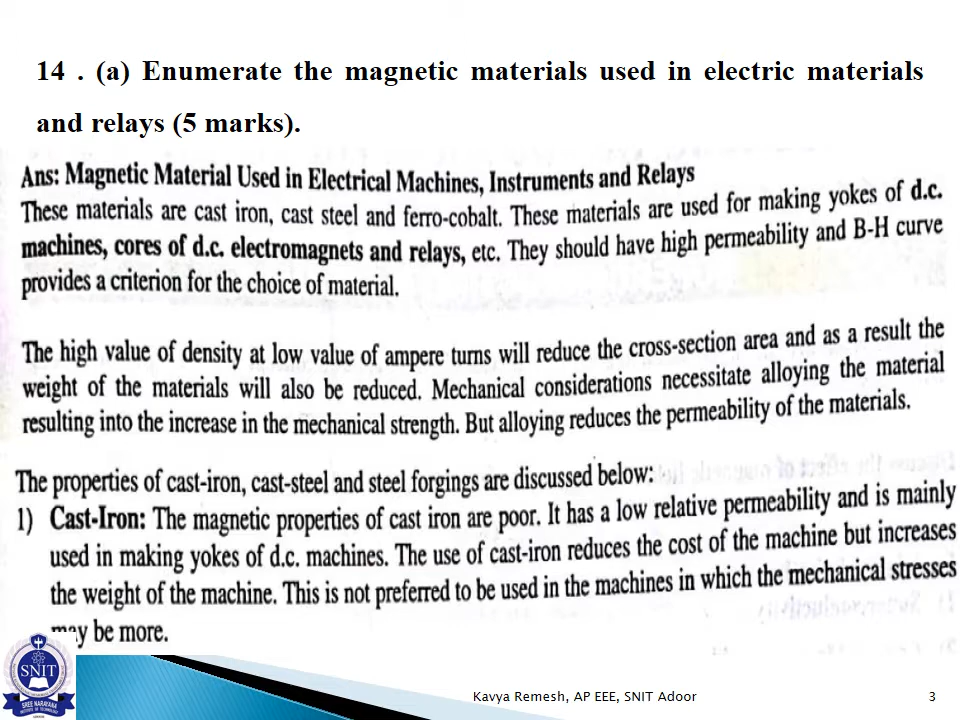 14 . (a) Enumerate the magnetic materials used in electric materials
and relays (5 marks).
Ans: Magnetic Material Used in Electrical Machines, Instruments and Relays
These materials are cast iron, cast steel and ferro-cobalt. These materials are used for making yokes of d.c.
machines, cores of d.c. electromagnets and relays, etc. They should have high permeability and B-H curve
provides a criterion for the choice of material.
The high value of density at low value of ampere turns will reduce the cross-section area and as a result the
weight of the materials will also be reduced. Mechanical considerations necessitate alloying the material
resulting into the increase in the mechanical strength. But alloying reduces the permeability of the materials.
The properties of cast-iron, cast-steel and steel forgings are discussed below:
1) Cast-Iron: The magnetic properties of cast iron are poor. It has a low relative permeability and is mainly
used in making yokes of d.c. machines. The use of cast-iron reduces the cost of the machine but increases
the weight of the machine. This is not preferred to be used in the machines in which the mechanical stresses
may be more.
SNIT
SREE NARAYANA
INSTITUTE OF TECHNOLOGY
Kavya Remesh, AP EEE, SNIT Adoor
3